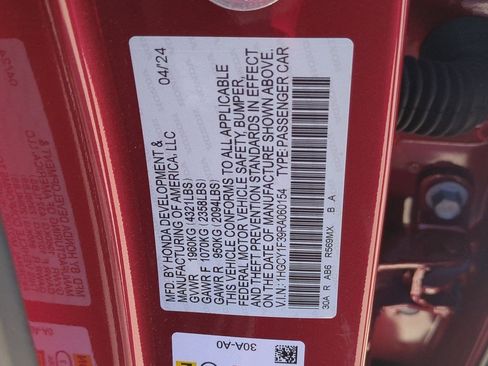 04/'24
MFD BY HONDA DEVELOPMENT &
MANUFACTURING OF AMERICA, LLC
GVWR 1960KG (4321LBS)
GAWR F 1070KG (2358LBS)
GAWR R 950KG (2094LBS)
THIS VEHICLE CONFORMS TO ALL APPLICABLE
FEDERAL MOTOR VEHICLE SAFETY, BUMPER,
AND THEFT PREVENTION STANDARDS IN EFFECT
ON THE DATE OF MANUFACTURE SHOWN ABOVE.
V.I.N.: 1HGCY1F39RA060154 TYPE:PASSENGER CAR
30A R AB6 R569MX B A
30A-A0